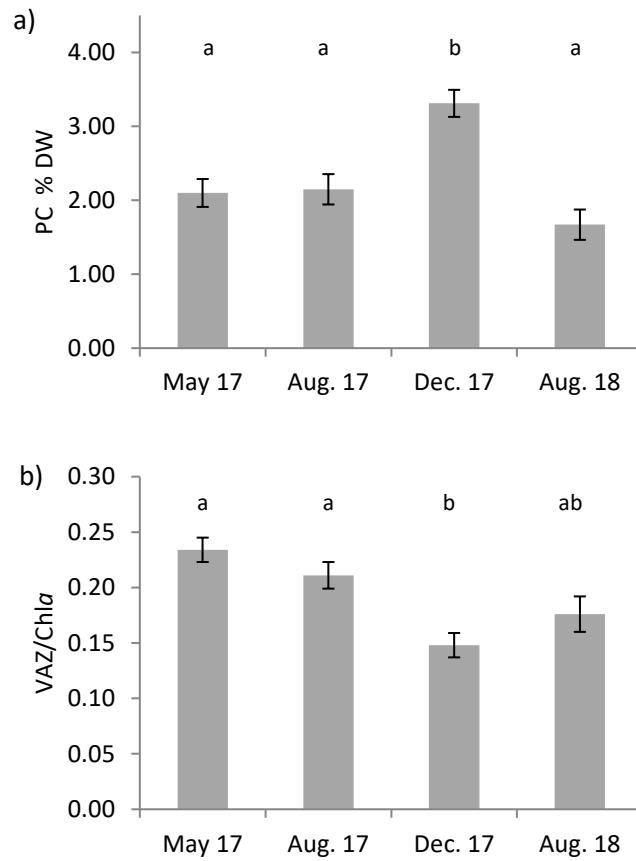 a)
PC % DW
4.00
3.00
2.00
1.00
0.00
a a b a
May 17 Aug. 17 Dec. 17 Aug. 18
b)
VAZ/Chla
0.30
0.25
0.20
0.15
0.10
0.05
0.00
a a b ab
May 17 Aug. 17 Dec. 17 Aug. 18